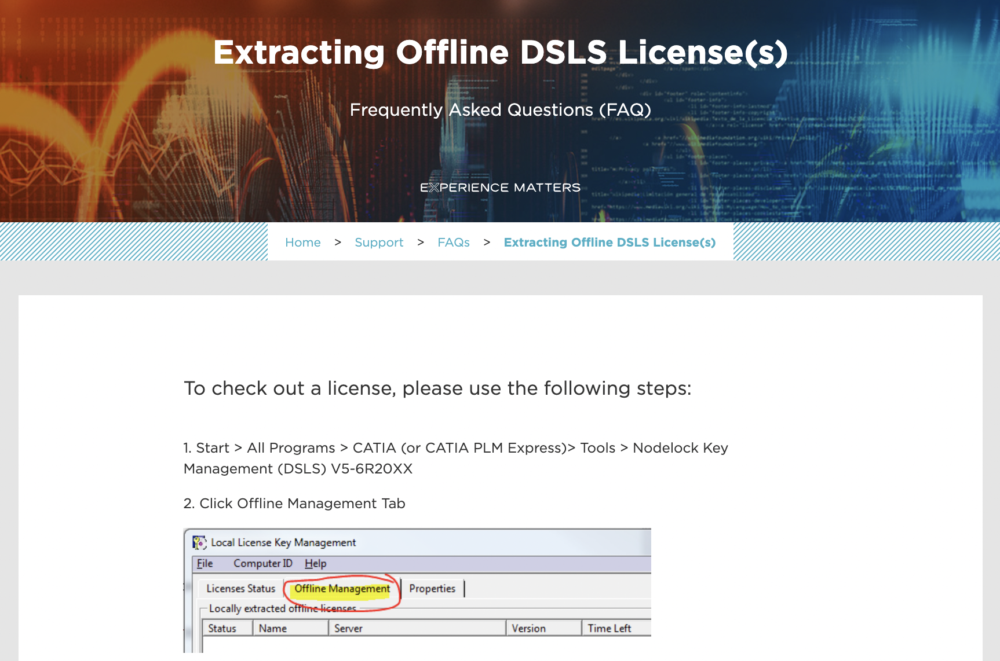 Extracting Offline DSLS License(s)
Frequently Asked Questions (FAQ)
EXPERIENCE MATTERS
Home > Support > FAQs > Extracting Offline DSLS License(s)
To check out a license, please use the following steps:
1. Start > All Programs > CATIA (or CATIA PLM Express)> Tools > Nodelock Key
Management (DSLS) V5-6R20XX
2. Click Offline Management Tab
Local License Key Management
File Computer ID Help
Licenses Status Offline Management Properties
Locally extracted offline licenses
Status Name Server Version Time Left